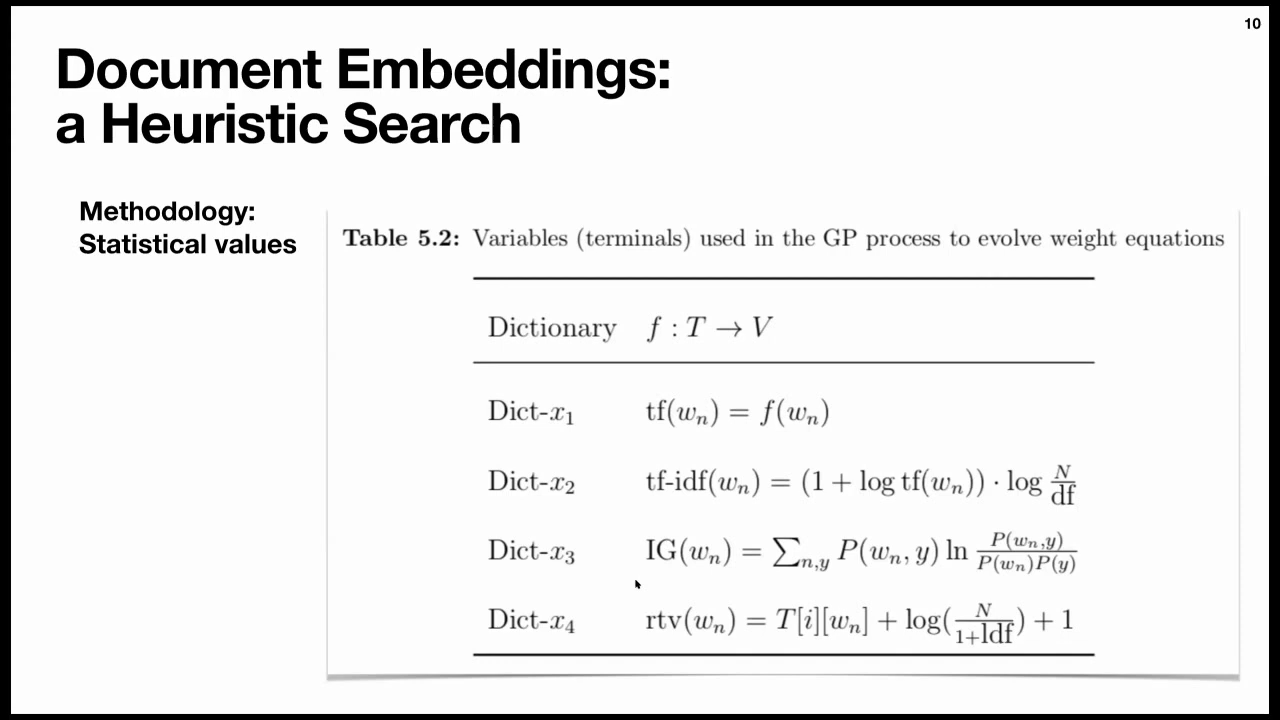 10
Document Embeddings:
a Heuristic Search
Methodology:
Statistical values
Table 5.2: Variables (terminals) used in the GP process to evolve weight equations
Dictionary f : T → V
Dict-x₁ tf(wₙ) = f(wₙ)
Dict-x₂ tf-idf(wₙ) = (1 + log tf(wₙ)) · log N/df
Dict-x₃ IG(wₙ) = ∑ₙ,y P(wₙ, y) ln P(wₙ,y)/P(wₙ)P(y)
Dict-x₄ rtv(wₙ) = T[i][wₙ] + log(N/1+ldf) + 1